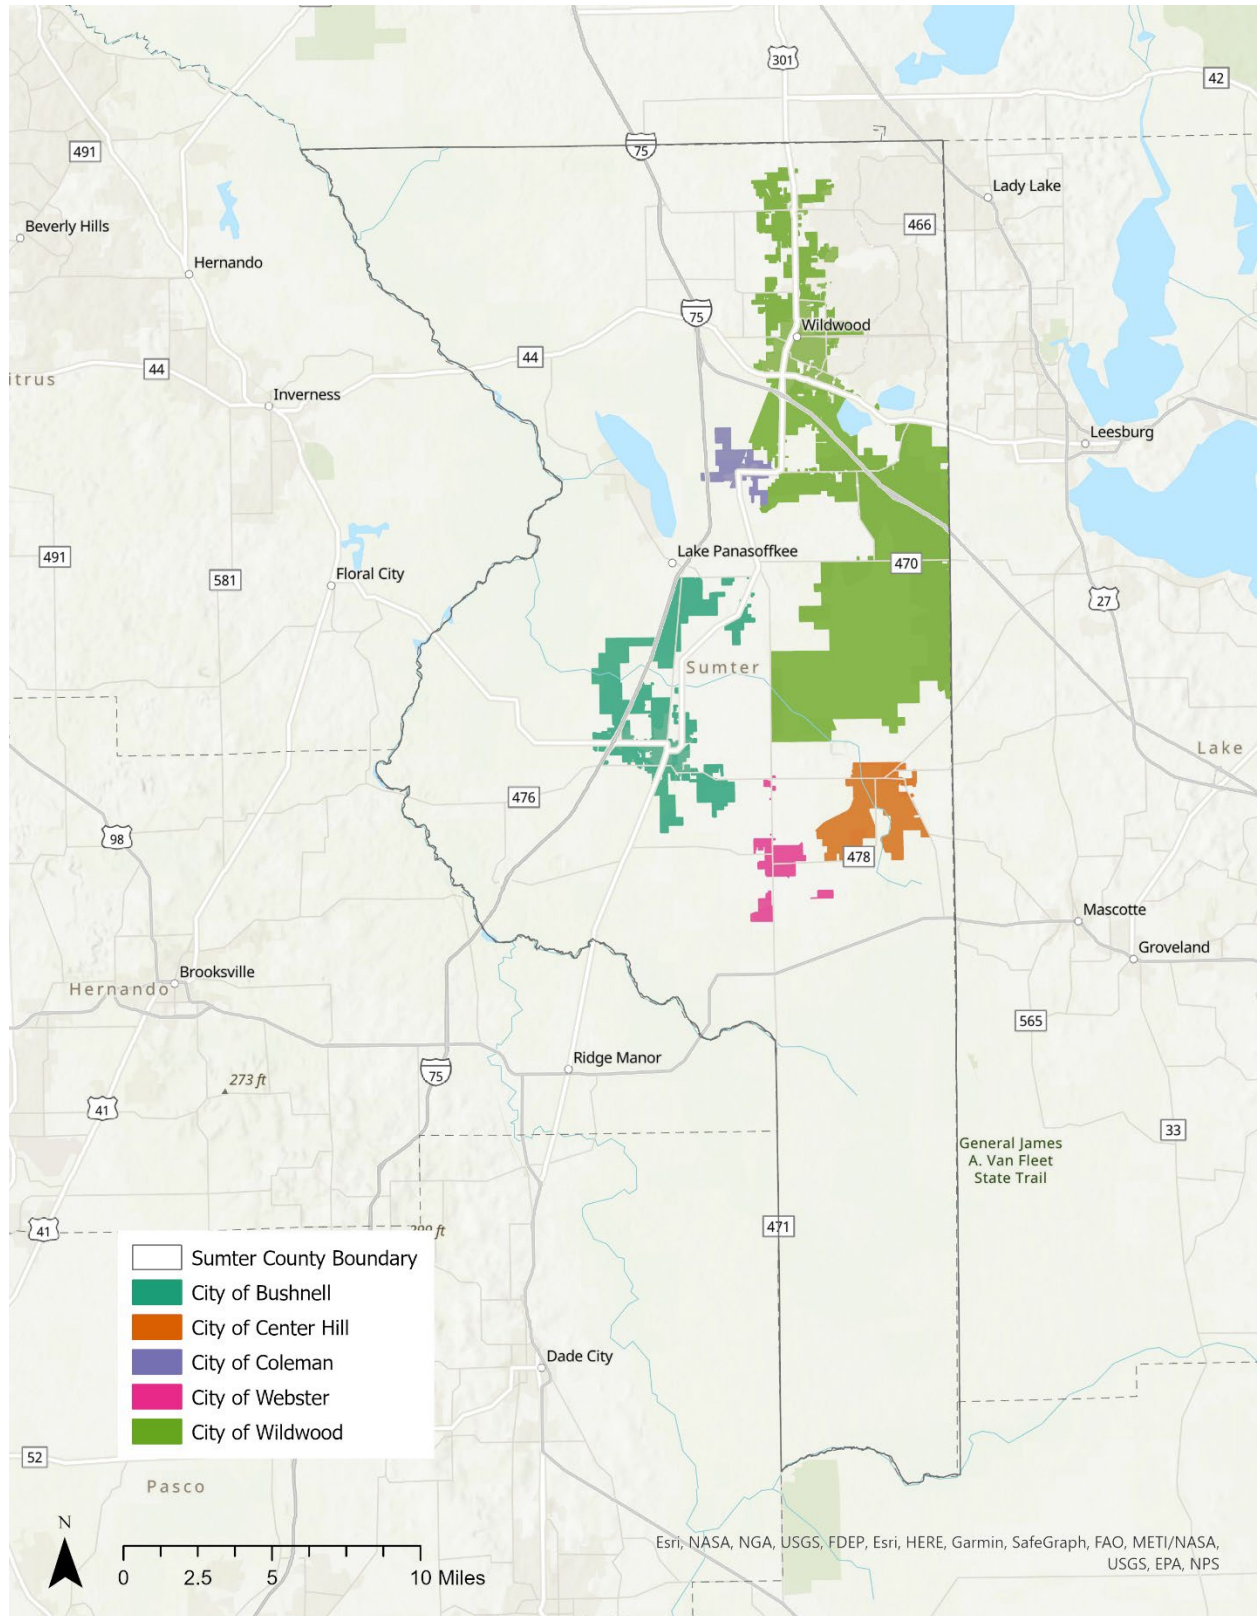 301
42
491
75
Lady Lake
466
Beverly Hills
Hernando
75
Wildwood
44
44
itrus
Inverness
Leesburg
Lake Panasoffkee
491
581
Floral City
470
27
Sumter
Lake
476
98
478
Mascotte
Groveland
Brooksville
Hernando
565
Ridge Manor
75
273 ft
41
33
General James
A. Van Fleet
State Trail
471
41
Sumter County Boundary
City of Bushnell
City of Center Hill
City of Coleman
City of Webster
City of Wildwood
Dade City
52
Pasco
N
0 2.5 5 10 Miles
Esri, NASA, NGA, USGS, FDEP, Esri, HERE, Garmin, SafeGraph, FAO, METI/NASA,
USGS, EPA, NPS